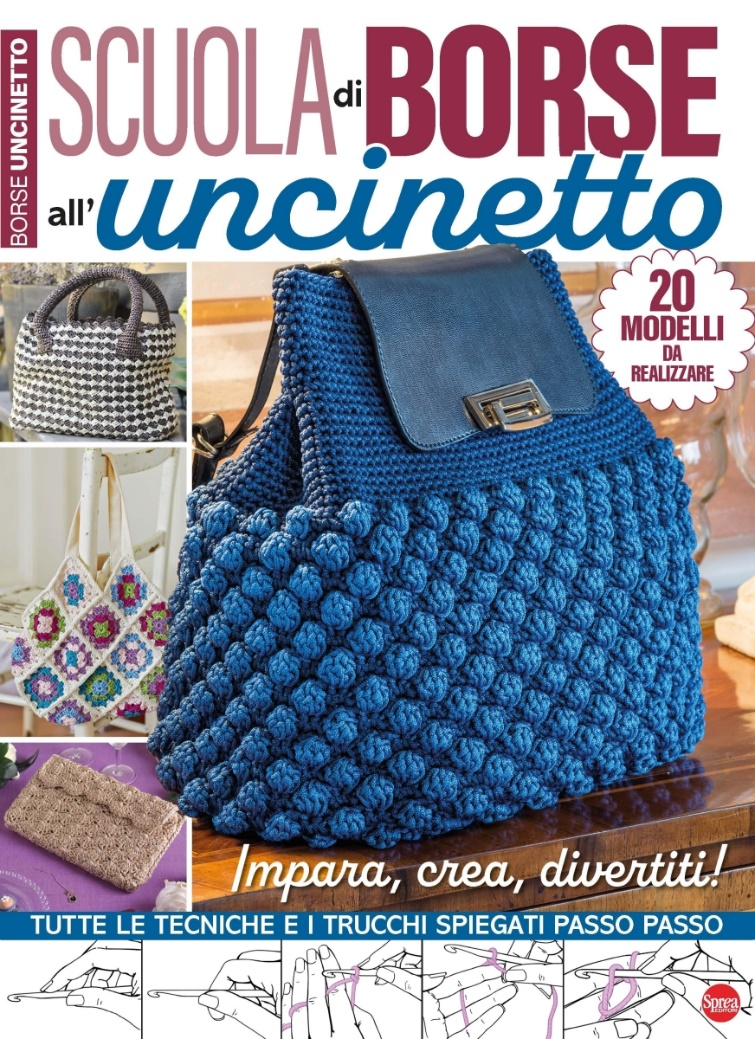 BORSE UNCINETTO
SCUOLA di BORSE
all'uncinetto
20
MODELLI
DA
REALIZZARE
Impara, crea, divertiti!
TUTTE LE TECNICHE E I TRUCCHI SPIEGATI PASSO PASSO
Sprea
EDITORI